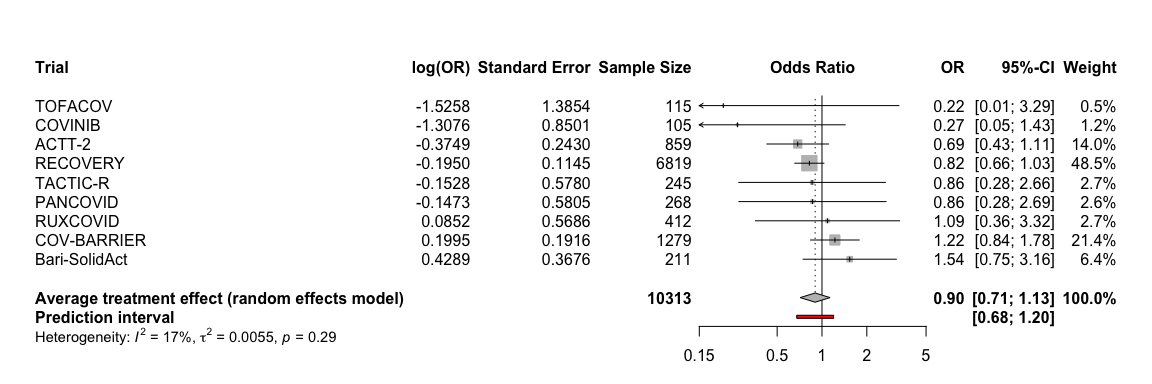 Trial log(OR) Standard Error Sample Size Odds Ratio OR 95%-CI Weight
TOFACOV -1.5258 1.3854 115 0.22 [0.01; 3.29] 0.5%
COVINIB -1.3076 0.8501 105 0.27 [0.05; 1.43] 1.2%
ACTT-2 -0.3749 0.2430 859 0.69 [0.43; 1.11] 14.0%
RECOVERY -0.1950 0.1145 6819 0.82 [0.66; 1.03] 48.5%
TACTIC-R -0.1528 0.5780 245 0.86 [0.28; 2.66] 2.7%
PANCOVID -0.1473 0.5805 268 0.86 [0.28; 2.69] 2.6%
RUXCOVID 0.0852 0.5686 412 1.09 [0.36; 3.32] 2.7%
COV-BARRIER 0.1995 0.1916 1279 1.22 [0.84; 1.78] 21.4%
Bari-SolidAct 0.4289 0.3676 211 1.54 [0.75; 3.16] 6.4%
Average treatment effect (random effects model) 10313 0.90 [0.71; 1.13] 100.0%
Prediction interval [0.68; 1.20]
Heterogeneity: I² = 17%, τ² = 0.0055, p = 0.29
0.15 0.5 1 2 5